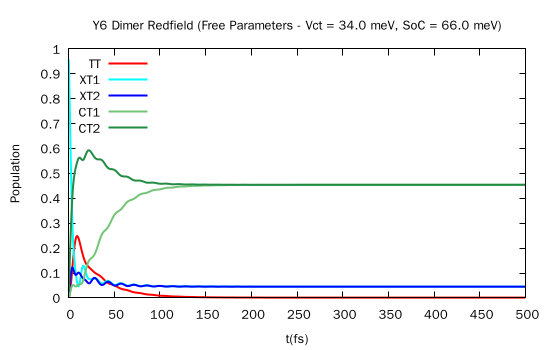 Y6 Dimer Redfield (Free Parameters - Vct = 34.0 meV, SoC = 66.0 meV)
1
0.9
0.8
0.7
0.6
0.5
0.4
0.3
0.2
0.1
0
Population
TT
XT1
XT2
CT1
CT2
0 50 100 150 200 250 300 350 400 450 500
t(fs)